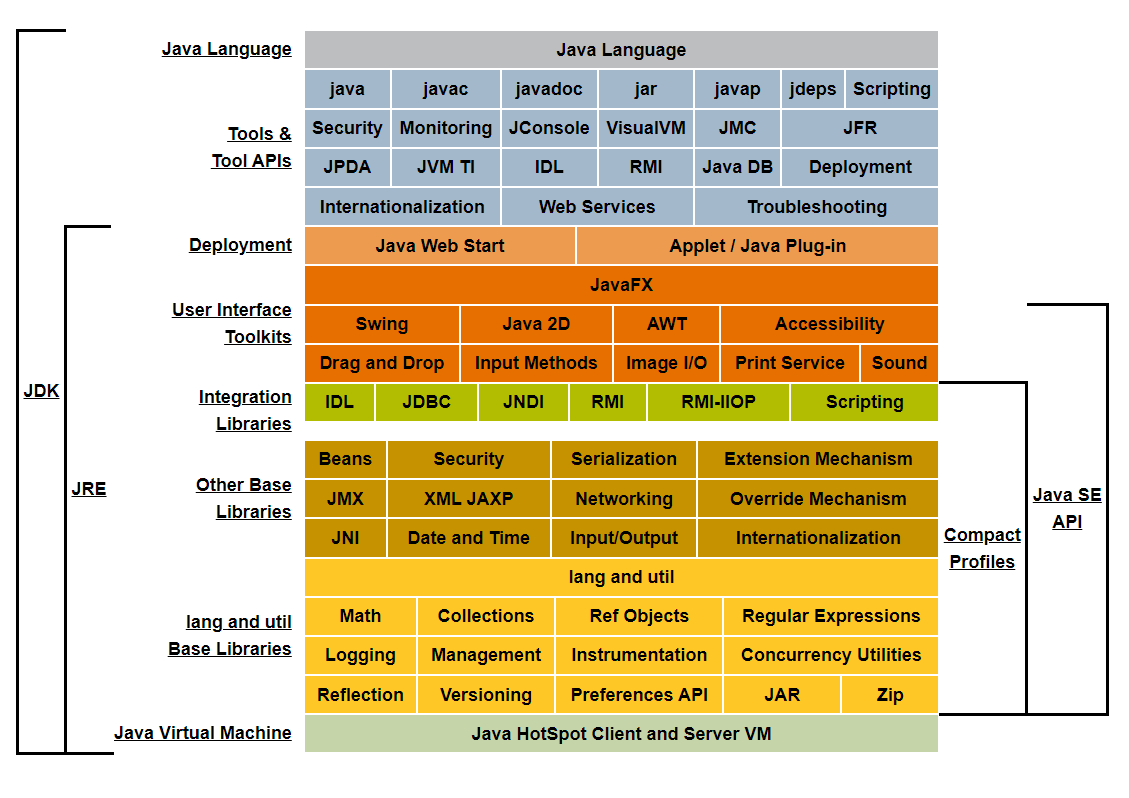 Java Language Java Language
java javac javadoc jar javap jdeps Scripting
Tools & Security Monitoring JConsole VisualVM JMC JFR
Tool APIs JPDA JVM TI IDL RMI Java DB Deployment
Internationalization Web Services Troubleshooting
Deployment Java Web Start Applet / Java Plug-in
JavaFX
User Interface
Toolkits
Swing Java 2D AWT Accessibility
Drag and Drop Input Methods Image I/O Print Service Sound
JDK
Integration
Libraries
IDL JDBC JNDI RMI RMI-IIOP Scripting
Beans Security Serialization Extension Mechanism
JRE
Other Base
Libraries
JMX XML JAXP Networking Override Mechanism
Java SE
API
JNI Date and Time Input/Output Internationalization
Compact
Profiles
lang and util
lang and util
Base Libraries
Math Collections Ref Objects Regular Expressions
Logging Management Instrumentation Concurrency Utilities
Reflection Versioning Preferences API JAR Zip
Java Virtual Machine Java HotSpot Client and Server VM